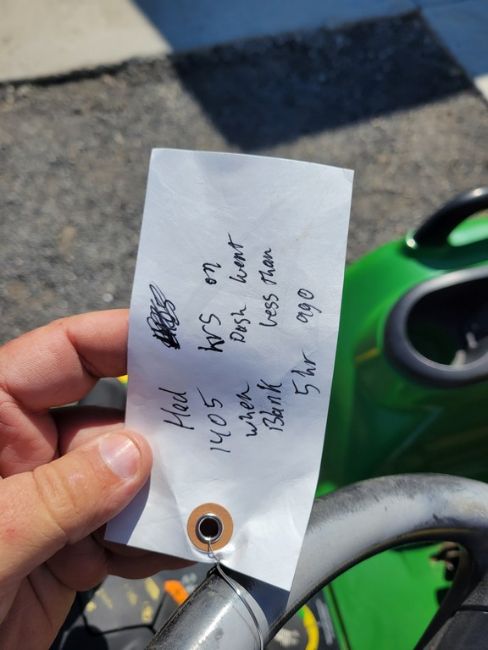 Had
1405 hrs on
when Dash went
Blank less than
5 hr ago